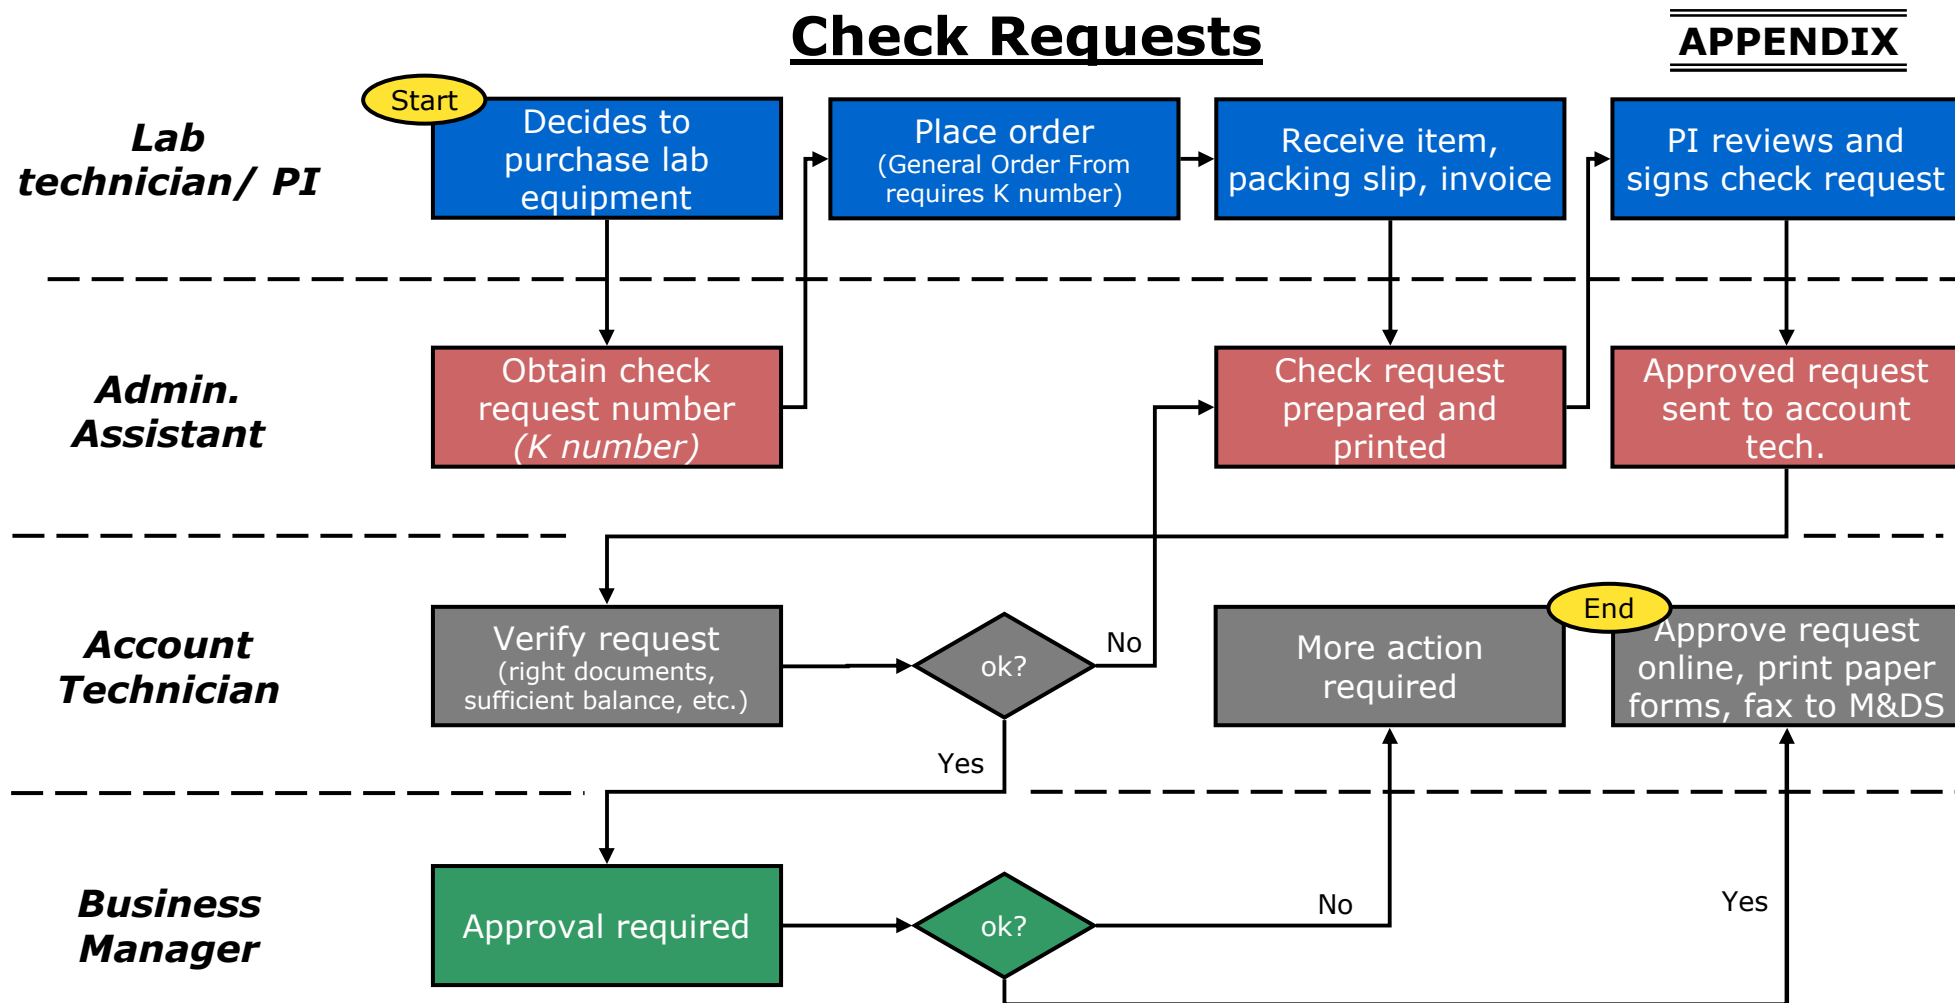 Check Requests
APPENDIX
Lab
technician/ PI
Start
Decides to
purchase lab
equipment
Place order
(General Order From
requires K number)
Receive item,
packing slip, invoice
PI reviews and
signs check request
Admin.
Assistant
Obtain check
request number
(K number)
Check request
prepared and
printed
Approved request
sent to account
tech.
Account
Technician
Verify request
(right documents,
sufficient balance, etc.)
ok?
No
Yes
More action
required
End
Approve request
online, print paper
forms, fax to M&DS
Business
Manager
Approval required
ok?
No
Yes